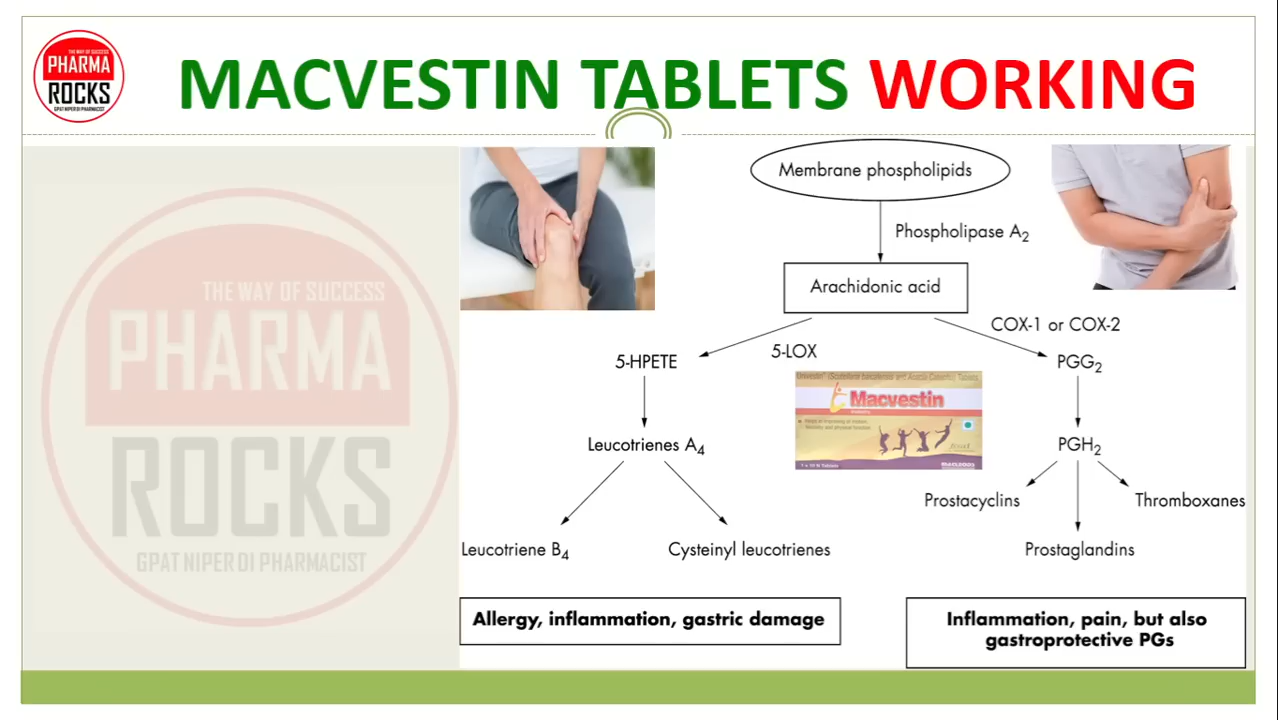 THE WAY OF SUCCESS
PHARMA
ROCKS
GPAT NIPER DI PHARMACIST
MACVESTIN TABLETS WORKING
THE WAY OF SUCCESS
PHARMA
ROCKS
GPAT NIPER DI PHARMACIST
Membrane phospholipids
Phospholipase A₂
Arachidonic acid
COX-1 or COX-2
5-LOX
5-HPETE
PGG₂
Macvestin
MACLEODS
Leucotrienes A₄
PGH₂
Prostacyclins
Thromboxanes
Leucotriene B₄
Cysteinyl leucotrienes
Prostaglandins
Allergy, inflammation, gastric damage
Inflammation, pain, but also
gastroprotective PGs